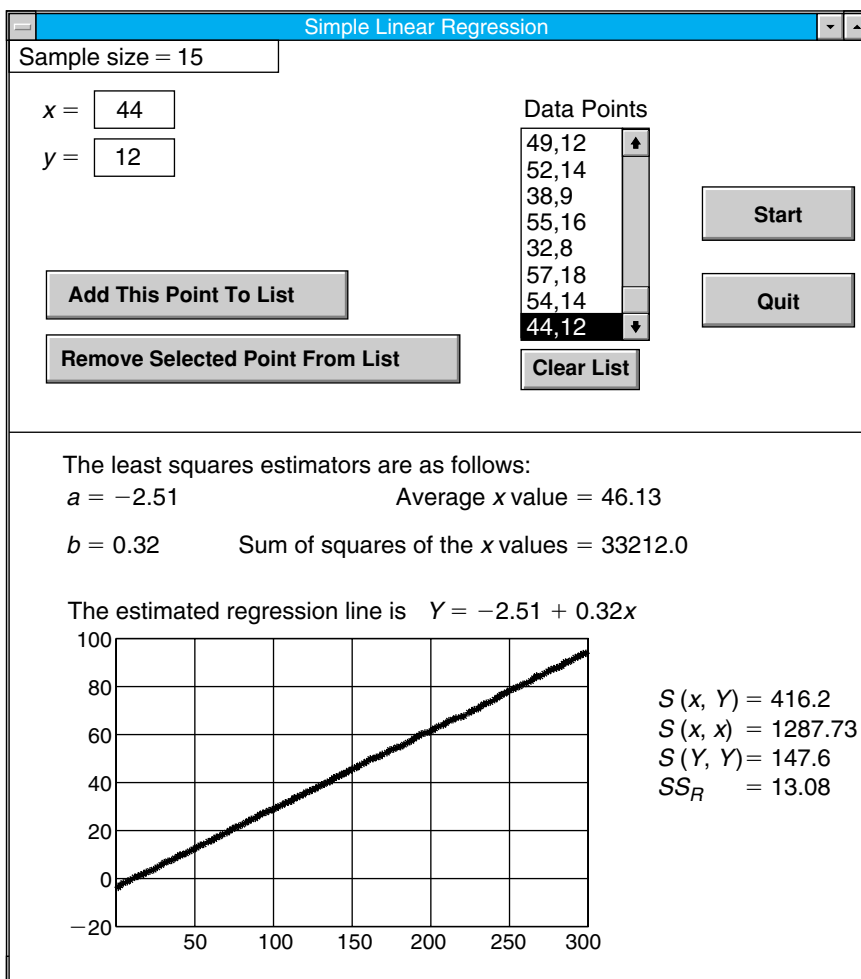 Simple Linear Regression
Sample size = 15
x = 44
y = 12
Data Points
49,12
52,14
38,9
55,16
32,8
57,18
54,14
44,12
Start
Quit
Add This Point To List
Remove Selected Point From List
Clear List
The least squares estimators are as follows:
a = −2.51 Average x value = 46.13
b = 0.32 Sum of squares of the x values = 33212.0
The estimated regression line is Y = −2.51 + 0.32x
100
80
60
40
20
0
−20
50 100 150 200 250 300
S (x, Y) = 416.2
S (x, x) = 1287.73
S (Y, Y) = 147.6
SS_R = 13.08